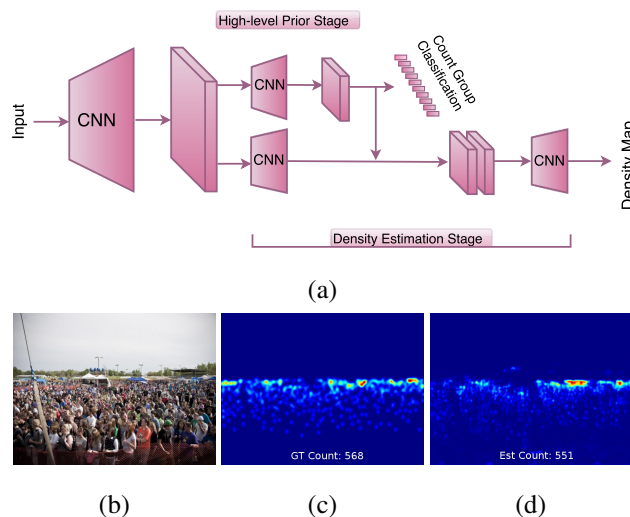 High-level Prior Stage
Input
CNN
CNN
CNN
Count Group
Classification
CNN
Density Map
Density Estimation Stage
(a)
GT Count: 568
Est Count: 551
(b)
(c)
(d)